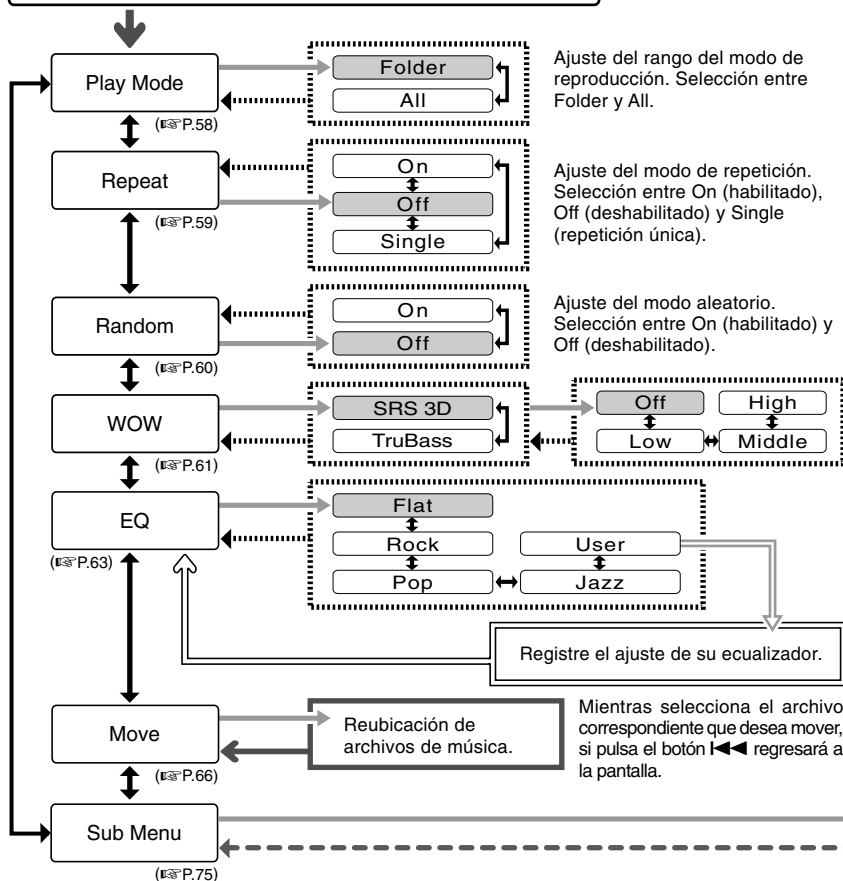 Play Mode
(☞P.58)
Folder
All
Ajuste del rango del modo de
reproducción. Selección entre
Folder y All.
Repeat
(☞P.59)
On
Off
Single
Ajuste del modo de repetición.
Selección entre On (habilitado),
Off (deshabilitado) y Single
(repetición única).
Random
(☞P.60)
On
Off
Ajuste del modo aleatorio.
Selección entre On (habilitado) y
Off (deshabilitado).
WOW
(☞P.61)
SRS 3D
TruBass
Off
High
Low
Middle
EQ
(☞P.63)
Flat
Rock
User
Pop
Jazz
Registre el ajuste de su ecualizador.
Move
(☞P.66)
Reubicación de
archivos de música.
Mientras selecciona el archivo
correspondiente que desea mover,
si pulsa el botón I◀◀ regresará a
la pantalla.
Sub Menu
(☞P.75)